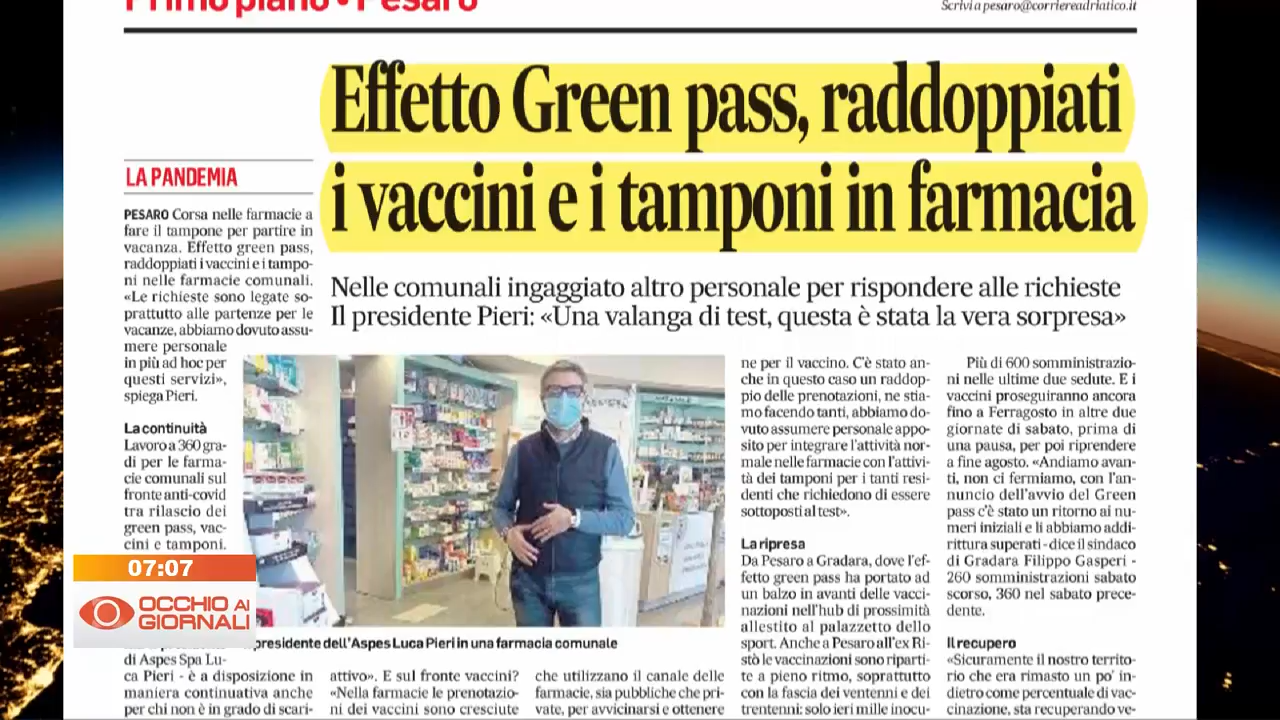 Primo piano • Pesaro
Scrivi a pesaro@corriereadriatico.it
Effetto Green pass, raddoppiati
i vaccini e i tamponi in farmacia
Nelle comunali ingaggiato altro personale per rispondere alle richieste
Il presidente Pieri: «Una valanga di test, questa è stata la vera sorpresa»
LA PANDEMIA
PESARO Corsa nelle farmacie a
fare il tampone per partire in
vacanza. Effetto green pass,
raddoppiati i vaccini e i tampo-
ni nelle farmacie comunali.
«Le richieste sono legate so-
prattutto alle partenze per le
vacanze, abbiamo dovuto assu-
mere personale
in più ad hoc per
questi servizi»,
spiega Pieri.
La continuità
Lavoro a 360 gra-
di per le farma-
cie comunali sul
fronte anti-covid
tra rilascio dei
green pass, vac-
cini e tamponi.
07:07
OCCHIO AI
GIORNALI
presidente dell'Aspes Luca Pieri in una farmacia comunale
di Aspes Spa Lu-
ca Pieri - è a disposizione in
maniera continuativa anche
per chi non è in grado di scari-
attivo». E sul fronte vaccini?
«Nella farmacie le prenotazio-
ni dei vaccini sono cresciute
che utilizzano il canale delle
farmacie, sia pubbliche che pri-
vate, per avvicinarsi e ottenere
ne per il vaccino. C'è stato an-
che in questo caso un raddop-
pio delle prenotazioni, ne stia-
mo facendo tanti, abbiamo do-
vuto assumere personale appo-
sito per integrare l'attività nor-
male nelle farmacie con l'attivi-
tà dei tamponi per i tanti resi-
denti che richiedono di essere
sottoposti al test».
La ripresa
Da Pesaro a Gradara, dove l'ef-
fetto green pass ha portato ad
un balzo in avanti delle vacci-
nazioni nell'hub di prossimità
allestito al palazzetto dello
sport. Anche a Pesaro all'ex Ri-
stò le vaccinazioni sono riparti-
te a pieno ritmo, soprattutto
con la fascia dei ventenni e dei
trentenni: solo ieri mille inocu-
Più di 600 somministrazio-
ni nelle ultime due sedute. E i
vaccini proseguiranno ancora
fino a Ferragosto in altre due
giornate di sabato, prima di
una pausa, per poi riprendere
a fine agosto. «Andiamo avan-
ti, non ci fermiamo, con l'an-
nuncio dell'avvio del Green
pass c'è stato un ritorno ai nu-
meri iniziali e li abbiamo addi-
rittura superati - dice il sindaco
di Gradara Filippo Gasperi -
260 somministrazioni sabato
scorso, 360 nel sabato prece-
dente.
Il recupero
«Sicuramente il nostro territo-
rio che era rimasto un po' in-
dietro come percentuale di vac-
cinazione, sta recuperando ve-